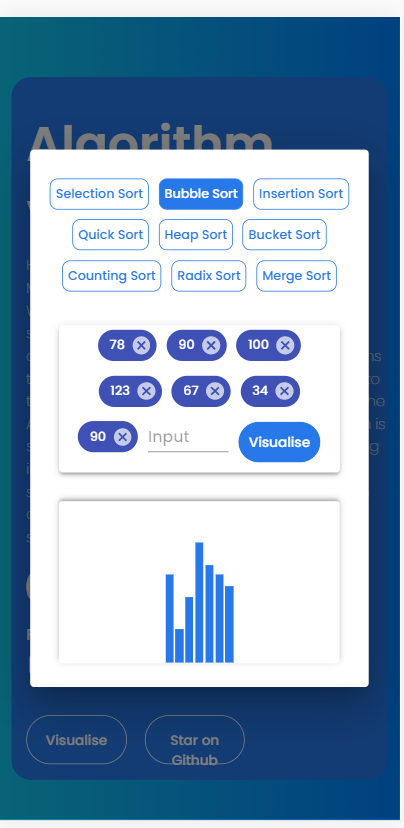 Algorithm
Selection Sort Bubble Sort Insertion Sort
Quick Sort Heap Sort Bucket Sort
Counting Sort Radix Sort Merge Sort
78 90 100
123 67 34
90 Input Visualise
Visualise Star on
Github